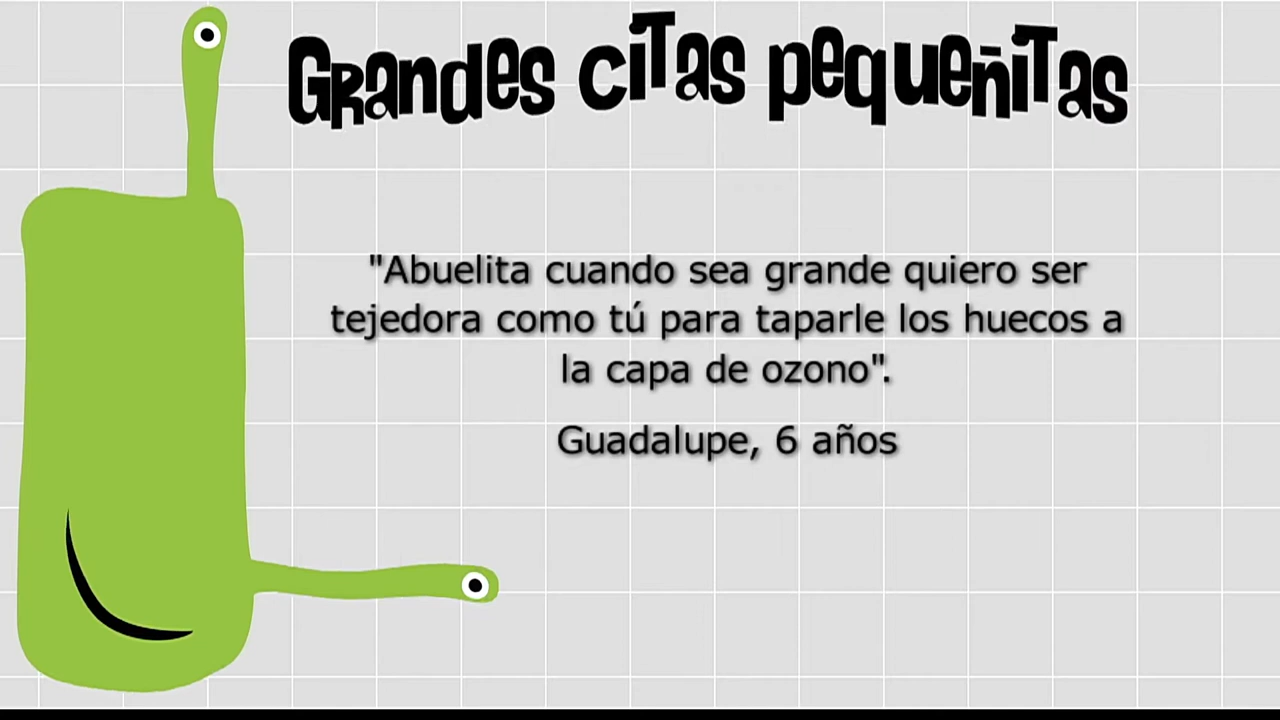 Grandes citas pequeñitas
"Abuelita cuando sea grande quiero ser
tejedora como tú para taparle los huecos a
la capa de ozono".
Guadalupe, 6 años